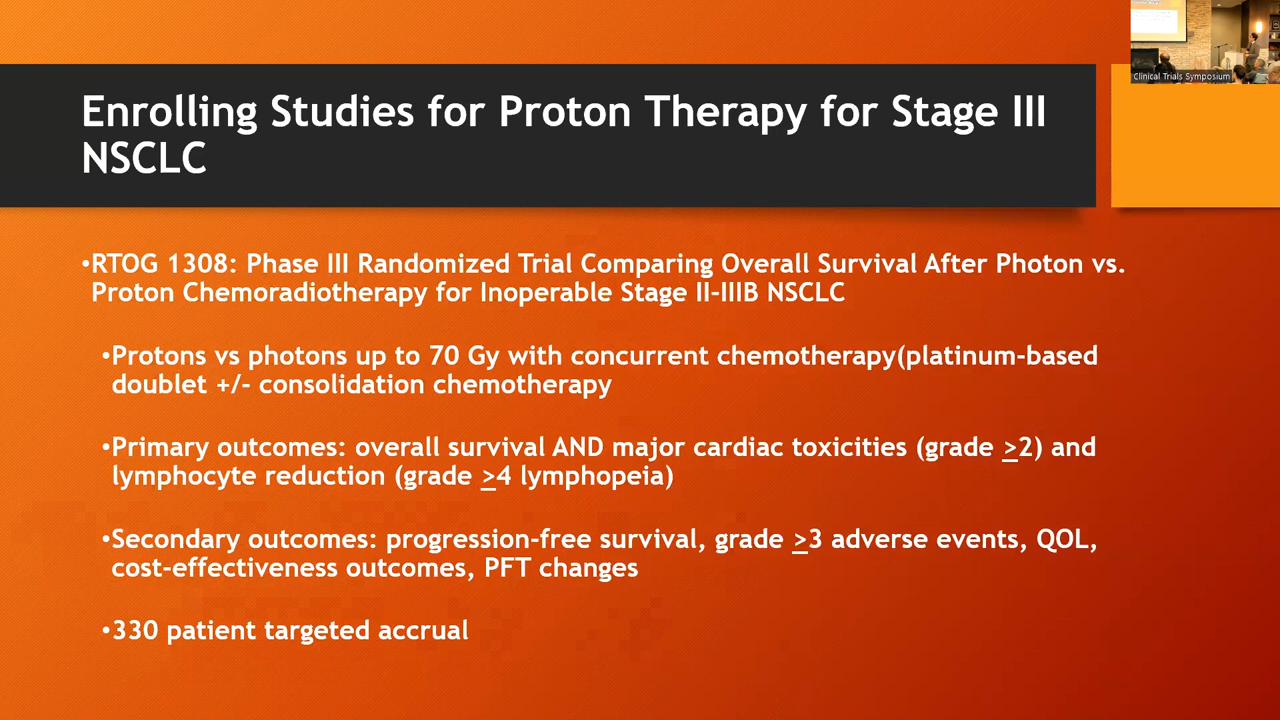 Clinical Trials Symposium
Enrolling Studies for Proton Therapy for Stage III
NSCLC
•RTOG 1308: Phase III Randomized Trial Comparing Overall Survival After Photon vs.
Proton Chemoradiotherapy for Inoperable Stage II-IIIB NSCLC
•Protons vs photons up to 70 Gy with concurrent chemotherapy(platinum-based
doublet +/- consolidation chemotherapy
•Primary outcomes: overall survival AND major cardiac toxicities (grade >2) and
lymphocyte reduction (grade >4 lymphopeia)
•Secondary outcomes: progression-free survival, grade >3 adverse events, QOL,
cost-effectiveness outcomes, PFT changes
•330 patient targeted accrual